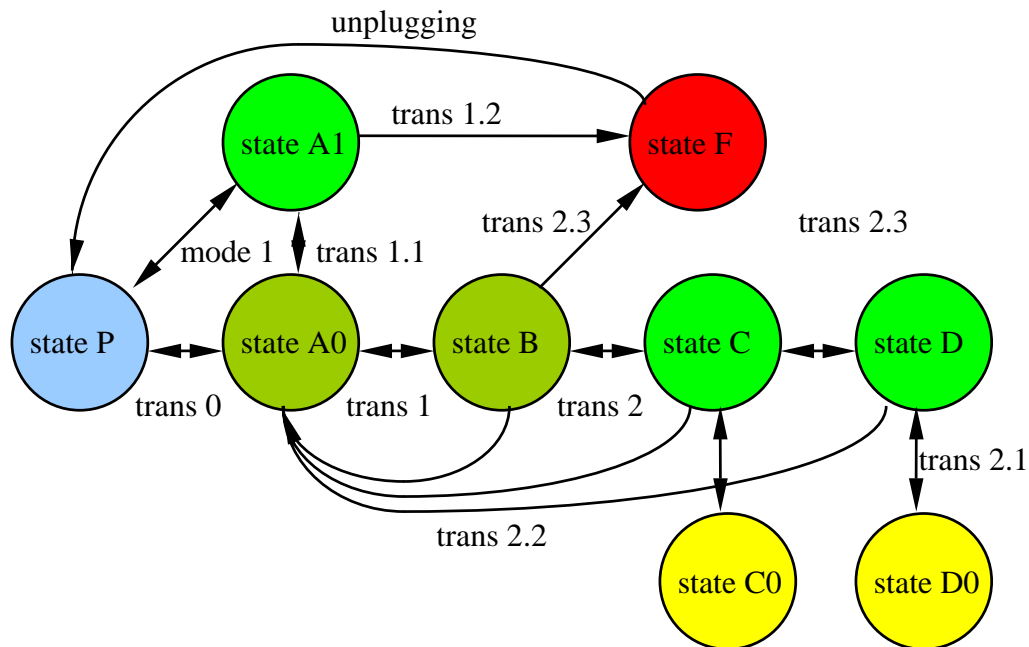 unplugging
trans 1.2
state A1
state F
trans 2.3
trans 2.3
mode 1
trans 1.1
state P
state A0
state B
state C
state D
trans 0
trans 1
trans 2
trans 2.1
trans 2.2
state C0
state D0